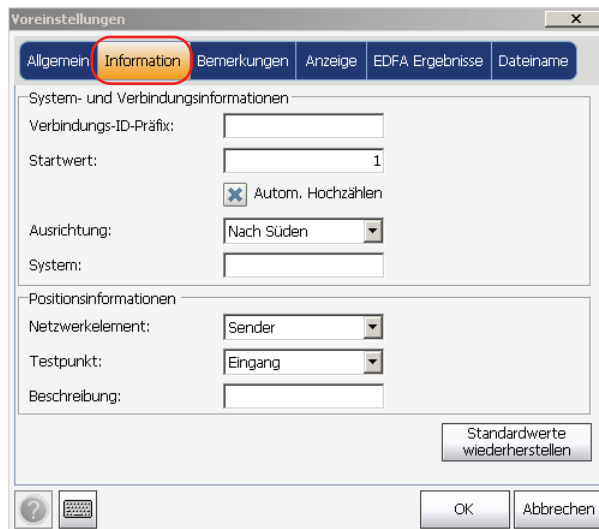 Voreinstellungen
Allgemein Information Bemerkungen Anzeige EDFA Ergebnisse Dateiname
System- und Verbindungsinformationen
Verbindungs-ID-Präfix:
Startwert: 1
Autom. Hochzählen
Ausrichtung: Nach Süden
System:
Positionsinformationen
Netzwerkelement: Sender
Testpunkt: Eingang
Beschreibung:
Standardwerte
wiederherstellen
? OK Abbrechen